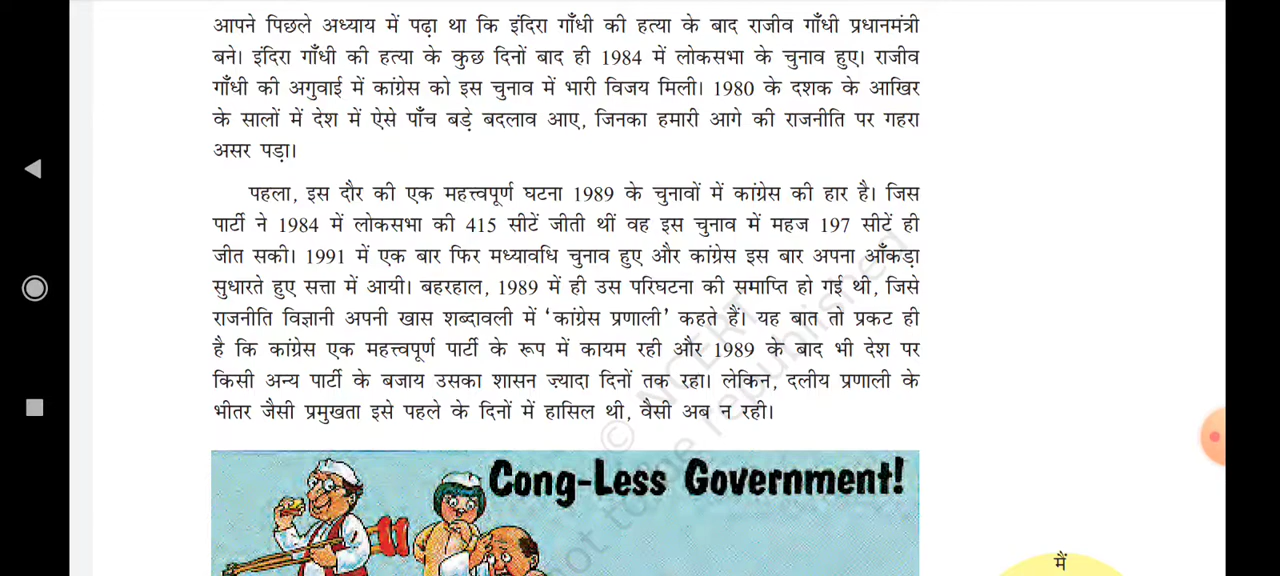 आपने पिछले अध्याय में पढ़ा था कि इंदिरा गाँधी की हत्या के बाद राजीव गाँधी प्रधानमंत्री
बने। इंदिरा गाँधी की हत्या के कुछ दिनों बाद ही 1984 में लोकसभा के चुनाव हुए। राजीव
गाँधी की अगुवाई में कांग्रेस को इस चुनाव में भारी विजय मिली। 1980 के दशक के आखिर
के सालों में देश में ऐसे पाँच बड़े बदलाव आए, जिनका हमारी आगे की राजनीति पर गहरा
असर पड़ा।
पहला, इस दौर की एक महत्त्वपूर्ण घटना 1989 के चुनावों में कांग्रेस की हार है। जिस
पार्टी ने 1984 में लोकसभा की 415 सीटें जीती थीं वह इस चुनाव में महज 197 सीटें ही
जीत सकी। 1991 में एक बार फिर मध्यावधि चुनाव हुए और कांग्रेस इस बार अपना आँकड़ा
सुधारते हुए सत्ता में आयी। बहरहाल, 1989 में ही उस परिघटना की समाप्ति हो गई थी, जिसे
राजनीति विज्ञानी अपनी खास शब्दावली में ‘कांग्रेस प्रणाली’ कहते हैं। यह बात तो प्रकट ही
है कि कांग्रेस एक महत्त्वपूर्ण पार्टी के रूप में कायम रही और 1989 के बाद भी देश पर
किसी अन्य पार्टी के बजाय उसका शासन ज़्यादा दिनों तक रहा। लेकिन, दलीय प्रणाली के
भीतर जैसी प्रमुखता इसे पहले के दिनों में हासिल थी, वैसी अब न रही।
© NCERT
not to be republished
Cong-Less Government!
मैं